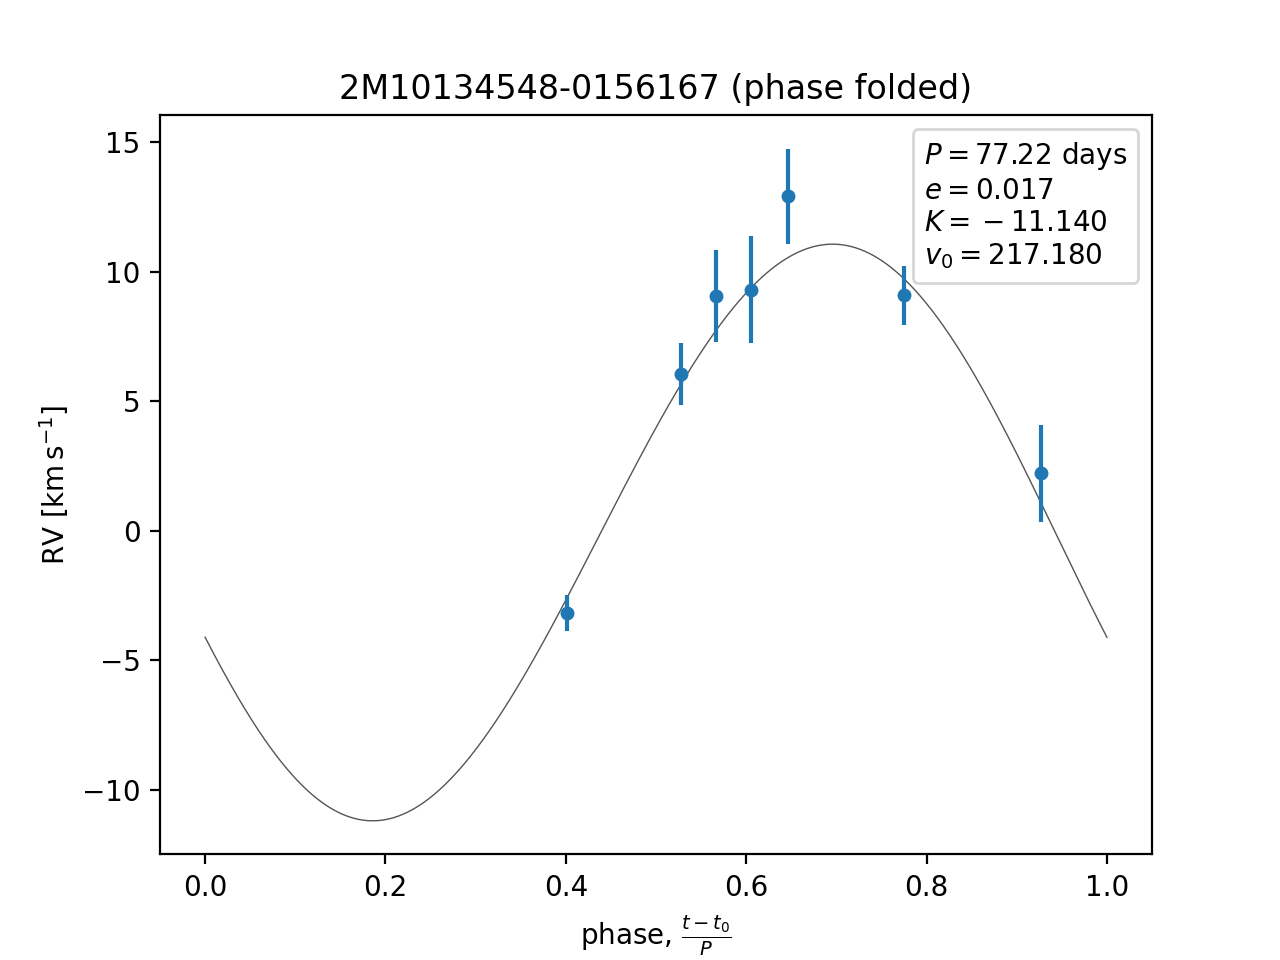 2M10134548-0156167 (phase folded)
P = 77.22 days
e = 0.017
K = −11.140
v₀ = 217.180
RV [km s⁻¹]
15
10
5
0
−5
−10
0.0 0.2 0.4 0.6 0.8 1.0
phase, (t − t₀)/P